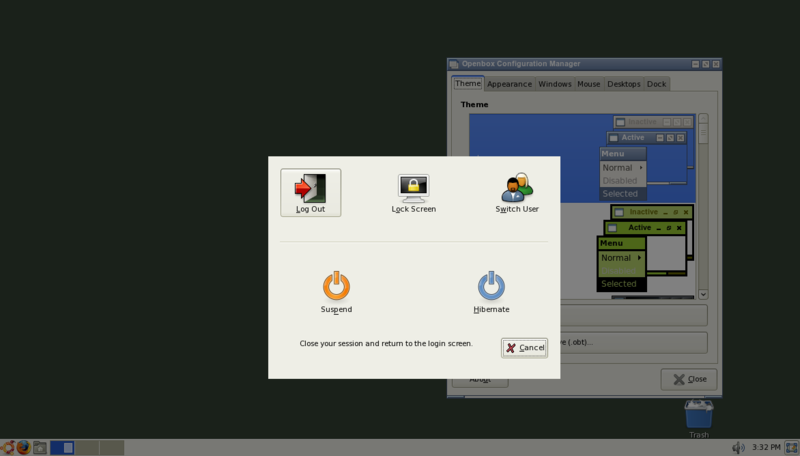 Openbox Configuration Manager
Theme Appearance Windows Mouse Desktops Dock
Theme
Inactive
Active
Menu
Normal
Disabled
Selected
Inactive
Active
Menu
Normal
Selected
Log Out
Lock Screen
Switch User
Suspend
Hibernate
Close your session and return to the login screen.
Cancel
(.obt)...
About
Close
Trash
3:32 PM